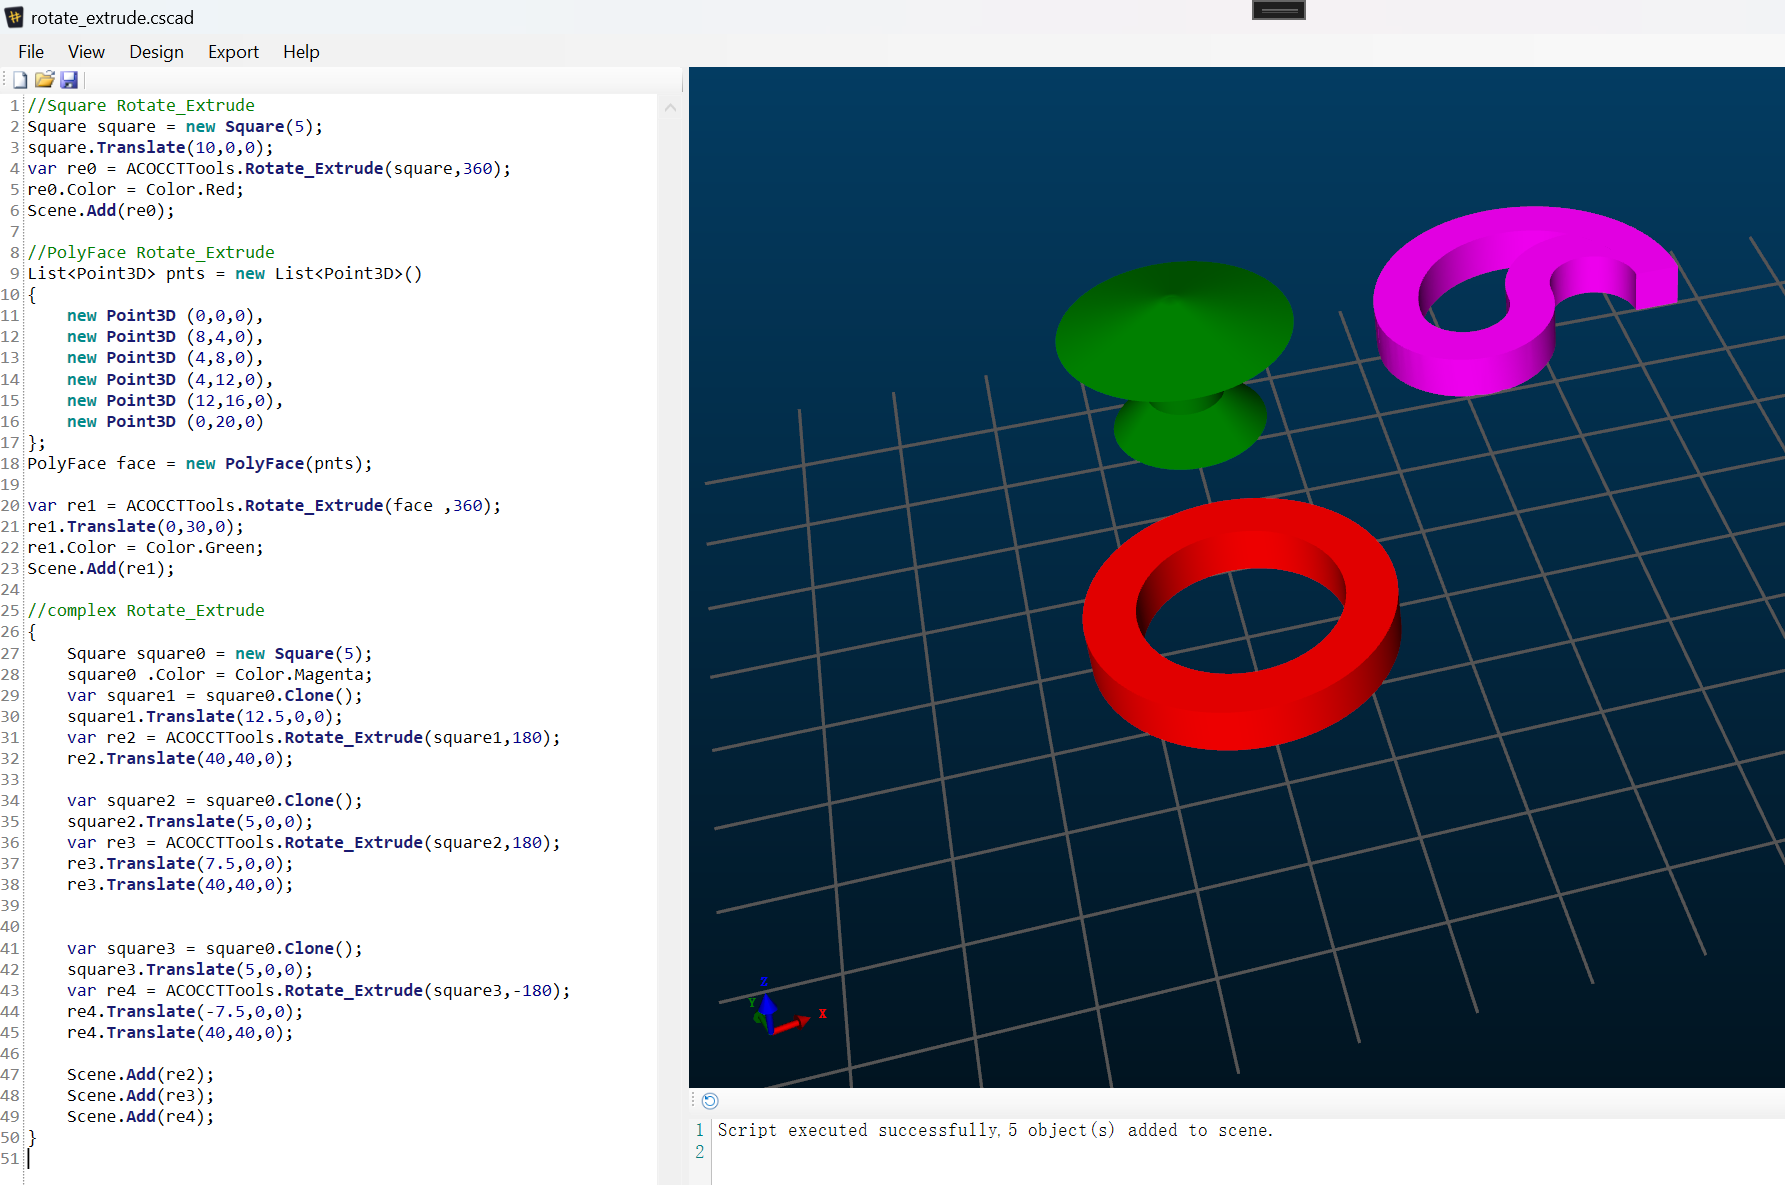 rotate_extrude.cscad
File View Design Export Help
1 //Square Rotate_Extrude
2 Square square = new Square(5);
3 square.Translate(10,0,0);
4 var re0 = ACOCCTTools.Rotate_Extrude(square,360);
5 re0.Color = Color.Red;
6 Scene.Add(re0);
7
8 //PolyFace Rotate_Extrude
9 List<Point3D> pnts = new List<Point3D>()
10 {
11     new Point3D (0,0,0),
12     new Point3D (8,4,0),
13     new Point3D (4,8,0),
14     new Point3D (4,12,0),
15     new Point3D (12,16,0),
16     new Point3D (0,20,0)
17 };
18 PolyFace face = new PolyFace(pnts);
19
20 var re1 = ACOCCTTools.Rotate_Extrude(face ,360);
21 re1.Translate(0,30,0);
22 re1.Color = Color.Green;
23 Scene.Add(re1);
24
25 //complex Rotate_Extrude
26 {
27     Square square0 = new Square(5);
28     square0 .Color = Color.Magenta;
29     var square1 = square0.Clone();
30     square1.Translate(12.5,0,0);
31     var re2 = ACOCCTTools.Rotate_Extrude(square1,180);
32     re2.Translate(40,40,0);
33
34     var square2 = square0.Clone();
35     square2.Translate(5,0,0);
36     var re3 = ACOCCTTools.Rotate_Extrude(square2,180);
37     re3.Translate(7.5,0,0);
38     re3.Translate(40,40,0);
39
40
41     var square3 = square0.Clone();
42     square3.Translate(5,0,0);
43     var re4 = ACOCCTTools.Rotate_Extrude(square3,-180);
44     re4.Translate(-7.5,0,0);
45     re4.Translate(40,40,0);
46
47     Scene.Add(re2);
48     Scene.Add(re3);
49     Scene.Add(re4);
50 }
51
Y
X
1 Script executed successfully, 5 object(s) added to scene.
2